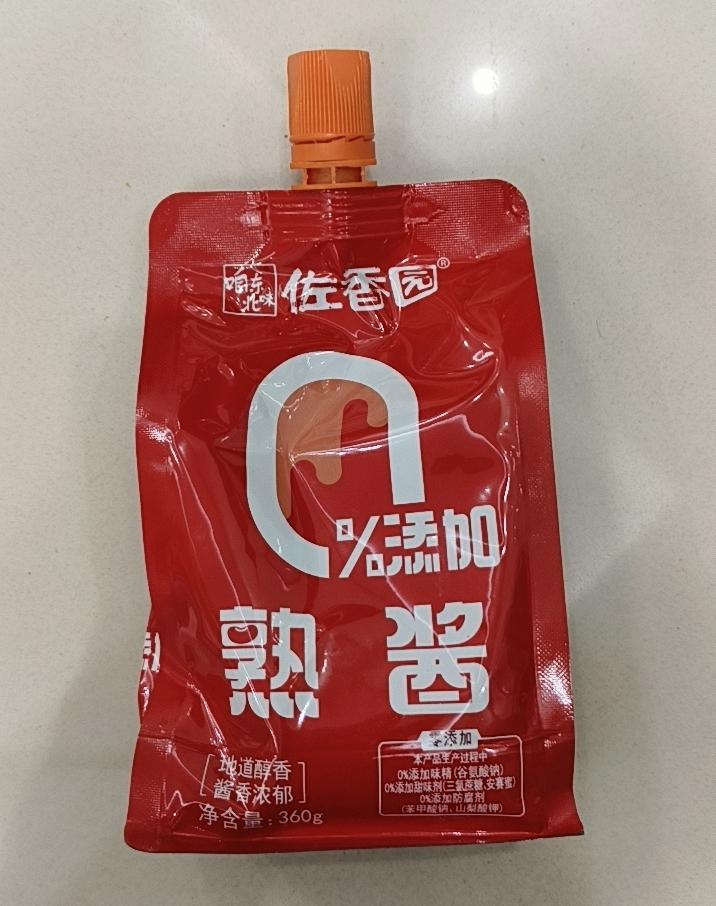 咱东北味 佐香园®
0%添加
熟酱
零添加
本产品生产过程中
0%添加味精(谷氨酸钠)
0%添加甜味剂(三氯蔗糖、安赛蜜)
0%添加防腐剂
(苯甲酸钠、山梨酸钾)
地道醇香
酱香浓郁
净含量:360g